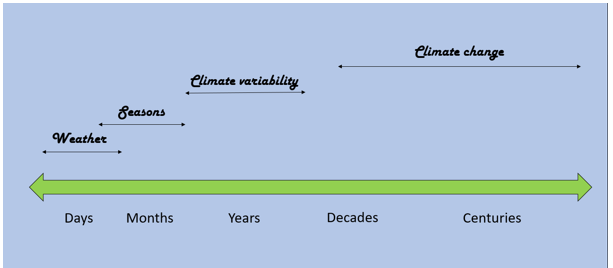 Climate change
Climate variability
Seasons
Weather
Days Months Years Decades Centuries